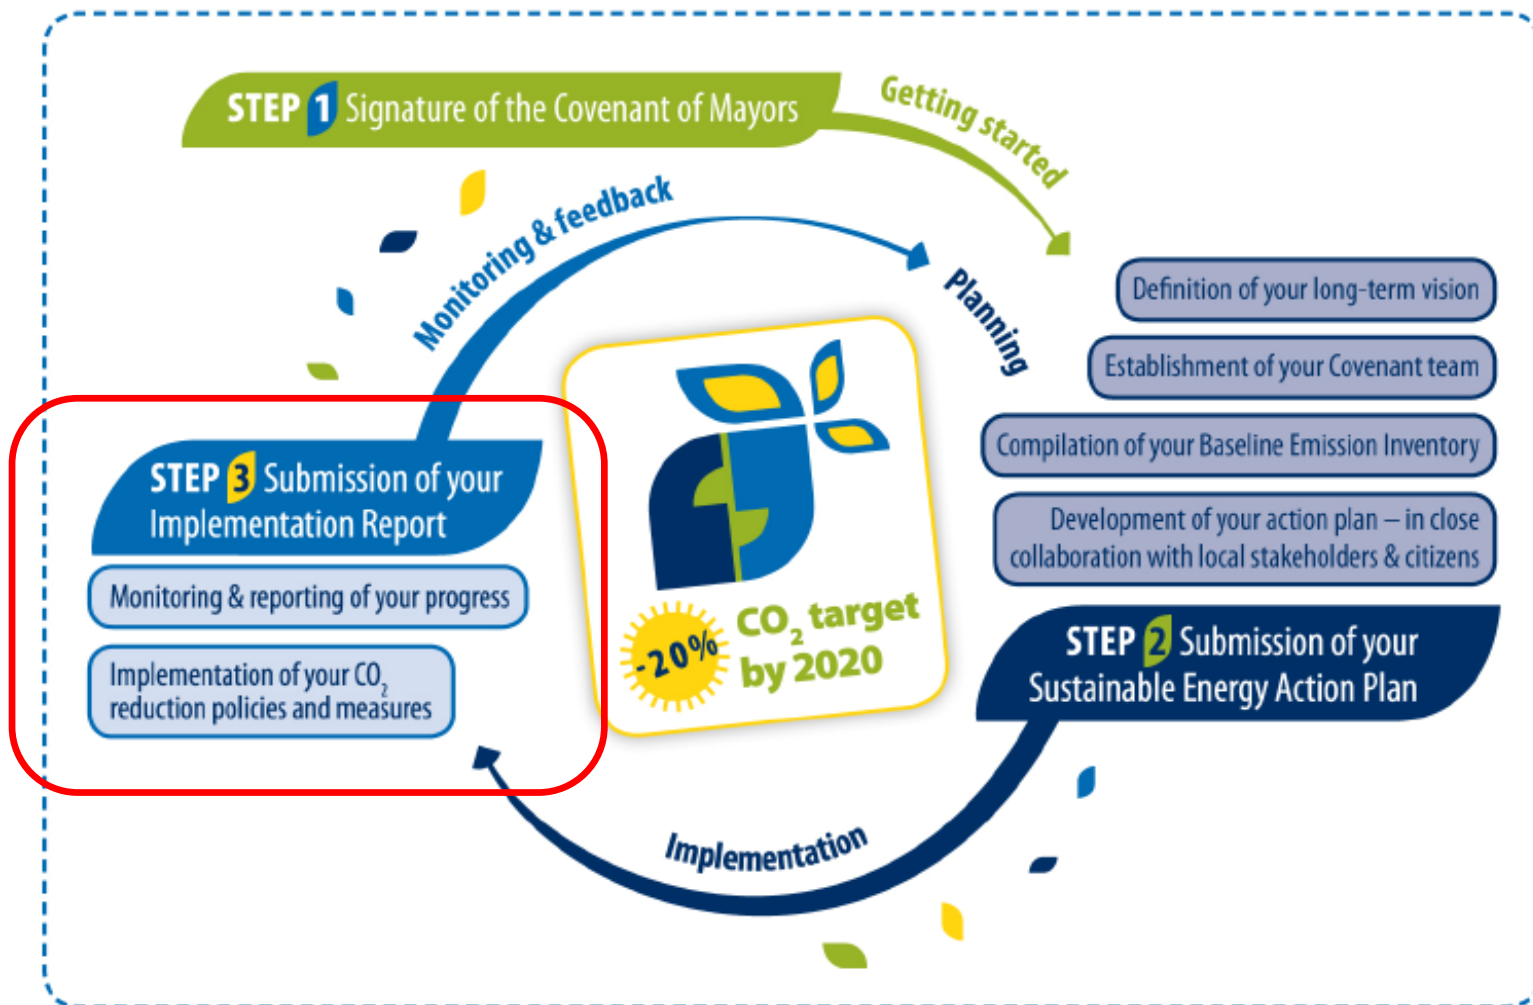 STEP 1 Signature of the Covenant of Mayors
Getting started
Monitoring & feedback
Planning
Definition of your long-term vision
Establishment of your Covenant team
Compilation of your Baseline Emission Inventory
Development of your action plan – in close
collaboration with local stakeholders & citizens
STEP 2 Submission of your
Sustainable Energy Action Plan
Implementation
STEP 3 Submission of your
Implementation Report
Monitoring & reporting of your progress
Implementation of your CO₂
reduction policies and measures
-20%
CO₂ target
by 2020